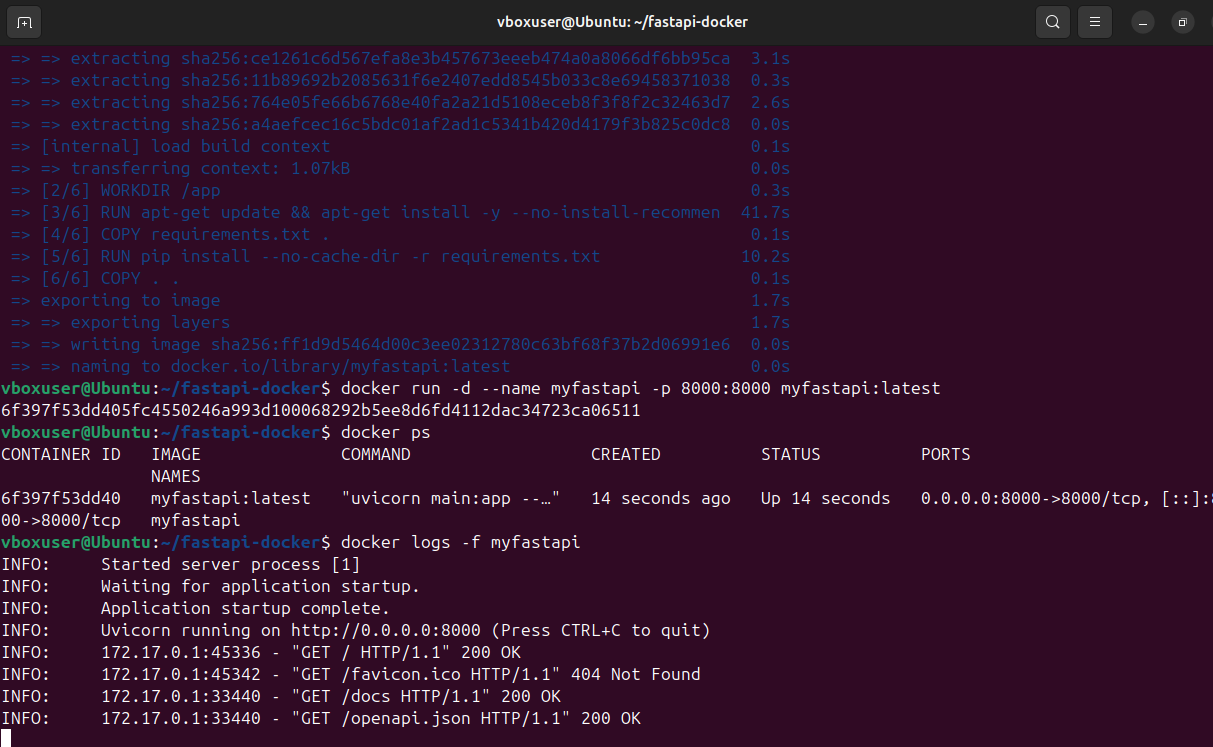 vboxuser@Ubuntu: ~/fastapi-docker
=> => extracting sha256:ce1261c6d567efa8e3b457673eeeb474a0a8066df6bb95ca 3.1s
=> => extracting sha256:11b89692b2085631f6e2407edd8545b033c8e69458371038 0.3s
=> => extracting sha256:764e05fe66b6768e40fa2a21d5108eceb8f3f8f2c32463d7 2.6s
=> => extracting sha256:a4aefcec16c5bdc01af2ad1c5341b420d4179f3b825c0dc8 0.0s
=> [internal] load build context 0.1s
=> => transferring context: 1.07kB 0.0s
=> [2/6] WORKDIR /app 0.3s
=> [3/6] RUN apt-get update && apt-get install -y --no-install-recommen 41.7s
=> [4/6] COPY requirements.txt . 0.1s
=> [5/6] RUN pip install --no-cache-dir -r requirements.txt 10.2s
=> [6/6] COPY . . 0.1s
=> exporting to image 1.7s
=> => exporting layers 1.7s
=> => writing image sha256:ff1d9d5464d00c3ee02312780c63bf68f37b2d06991e6 0.0s
=> => naming to docker.io/library/myfastapi:latest 0.0s
vboxuser@Ubuntu:~/fastapi-docker$ docker run -d --name myfastapi -p 8000:8000 myfastapi:latest
6f397f53dd405fc4550246a993d100068292b5ee8d6fd4112dac34723ca06511
vboxuser@Ubuntu:~/fastapi-docker$ docker ps
CONTAINER ID IMAGE COMMAND CREATED STATUS PORTS
NAMES
6f397f53dd40 myfastapi:latest "uvicorn main:app --…" 14 seconds ago Up 14 seconds 0.0.0.0:8000->8000/tcp, [::]:8
00->8000/tcp myfastapi
vboxuser@Ubuntu:~/fastapi-docker$ docker logs -f myfastapi
INFO: Started server process [1]
INFO: Waiting for application startup.
INFO: Application startup complete.
INFO: Uvicorn running on http://0.0.0.0:8000 (Press CTRL+C to quit)
INFO: 172.17.0.1:45336 - "GET / HTTP/1.1" 200 OK
INFO: 172.17.0.1:45342 - "GET /favicon.ico HTTP/1.1" 404 Not Found
INFO: 172.17.0.1:33440 - "GET /docs HTTP/1.1" 200 OK
INFO: 172.17.0.1:33440 - "GET /openapi.json HTTP/1.1" 200 OK